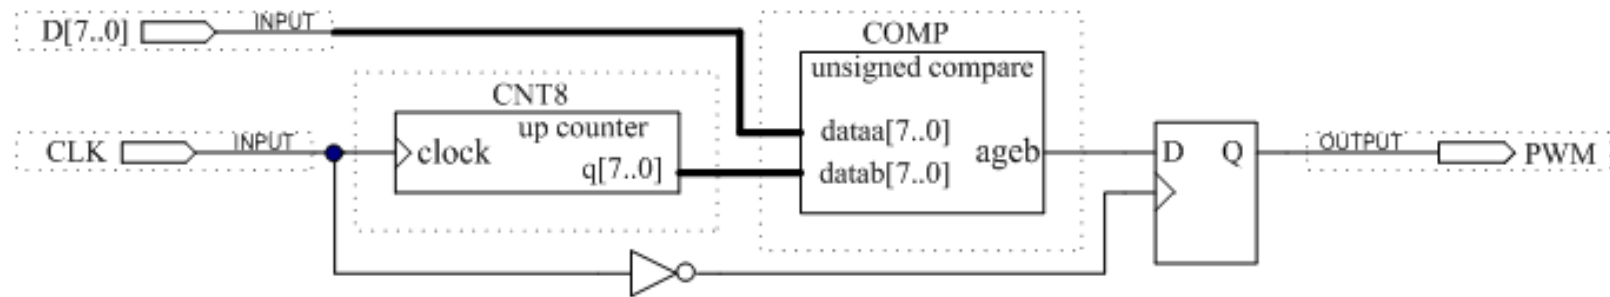 D[7..0] INPUT
CLK INPUT
CNT8
up counter
clock
q[7..0]
COMP
unsigned compare
dataa[7..0]
datab[7..0]
ageb
D Q
OUTPUT PWM